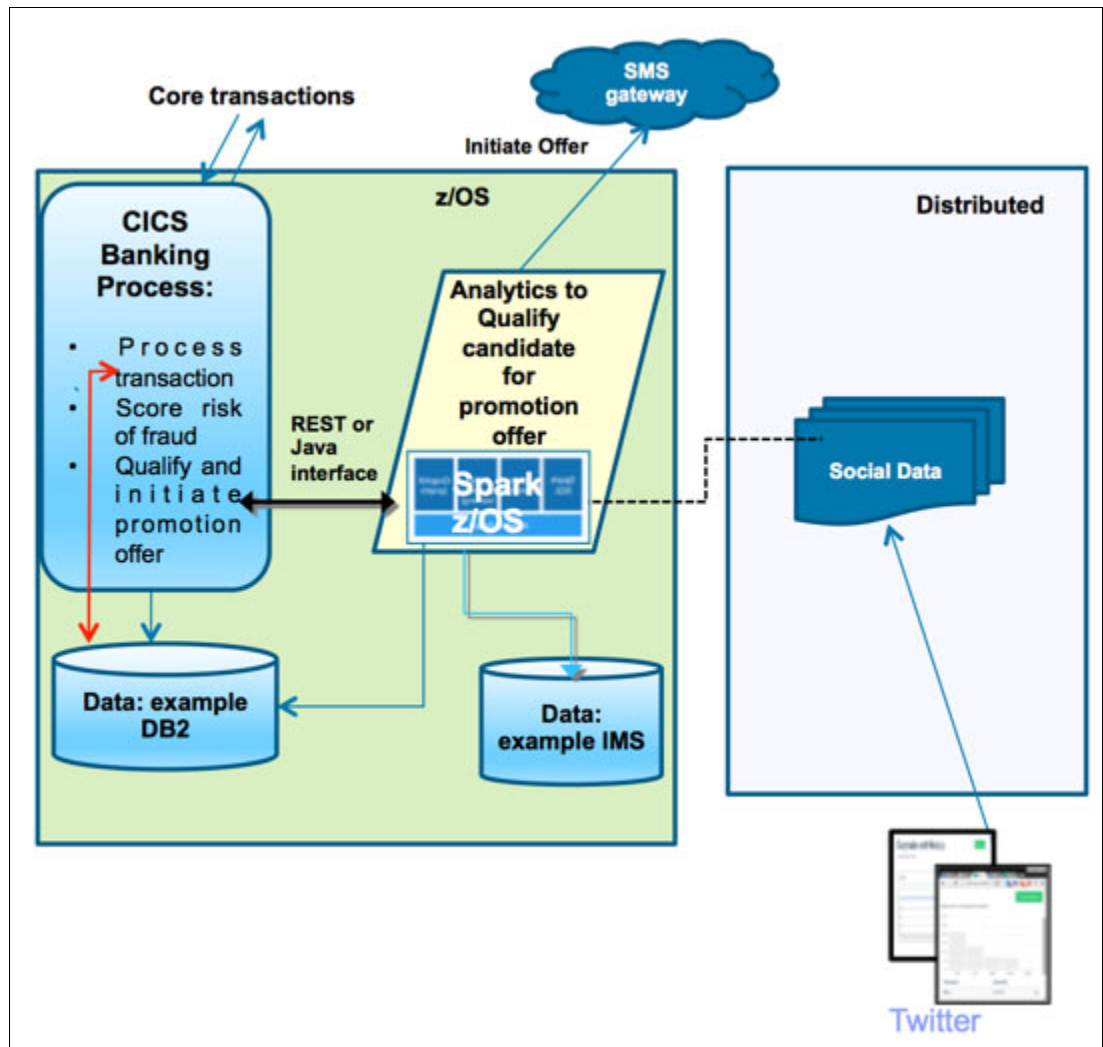 SMS
gateway
Core transactions
Initiate Offer
z/OS
Distributed
CICS
Banking
Process:
• Process
transaction
• Score risk
of fraud
• Qualify and
initiate
promotion
offer
REST or
Java
interface
Analytics to
Qualify
candidate
for
promotion
offer
Spark
z/OS
Social Data
Data: example
DB2
Data:
example IMS
Twitter